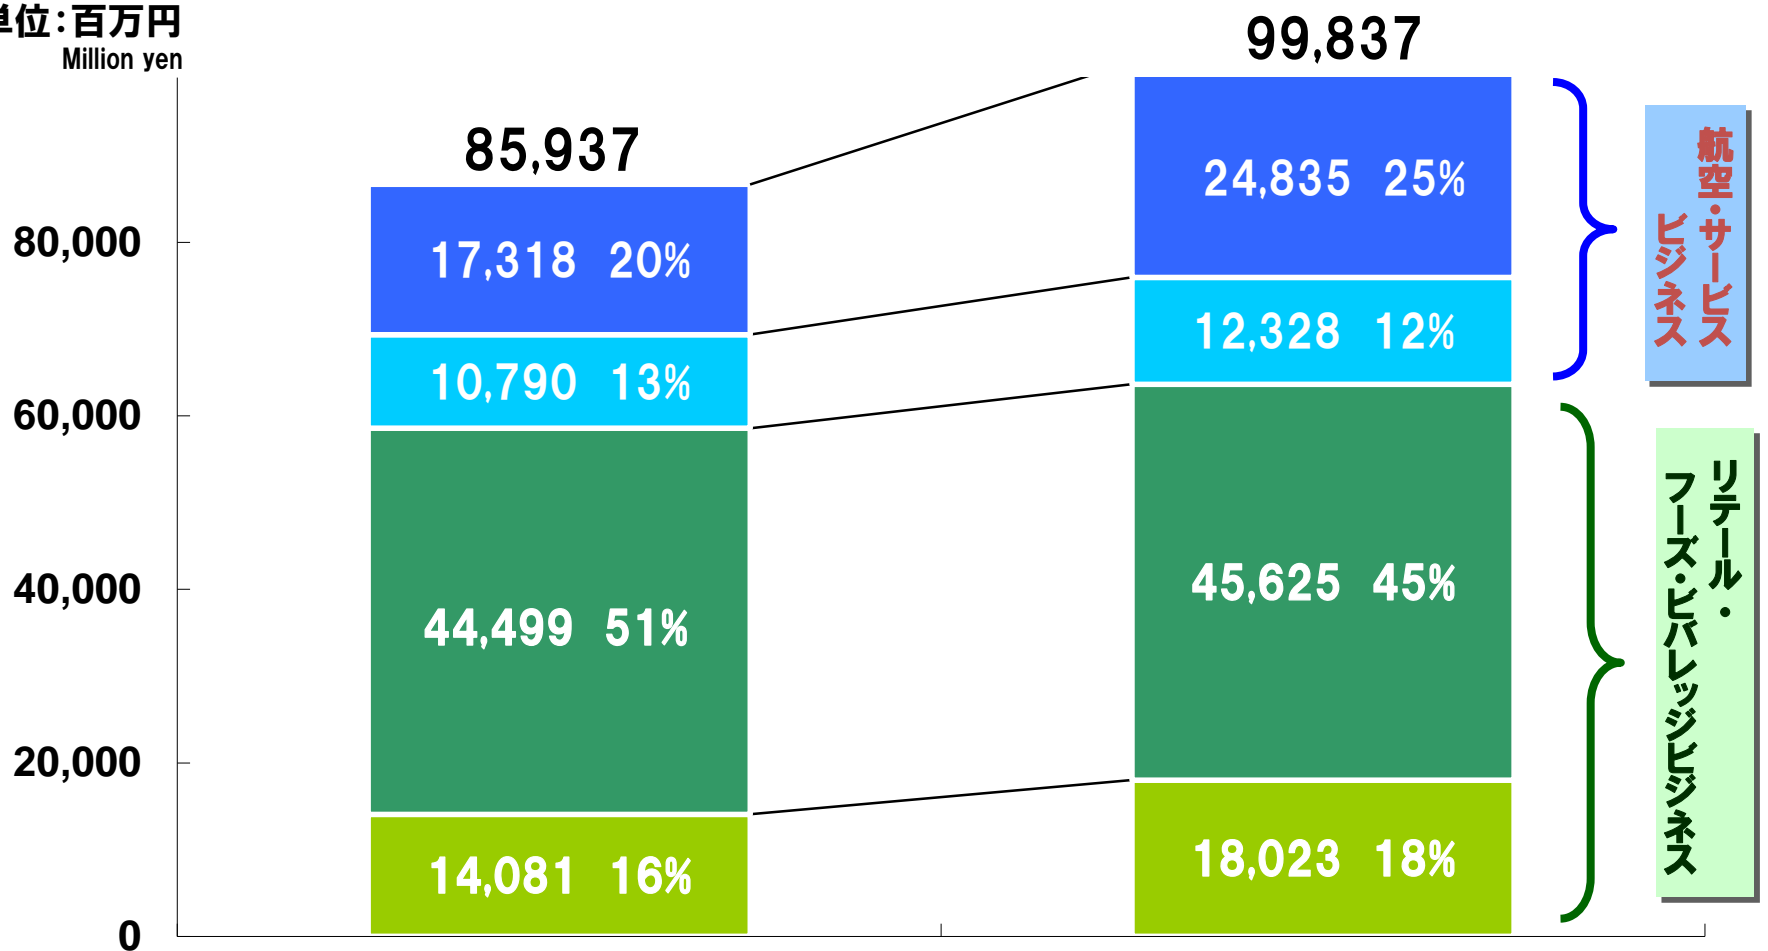 単位：百万円
Million yen
80,000
60,000
40,000
20,000
0
85,937
17,318 20%
10,790 13%
44,499 51%
14,081 16%
99,837
24,835 25%
12,328 12%
45,625 45%
18,023 18%
航空・サービス
ビジネス
リテール・
フーズ・ビバレッジビジネス